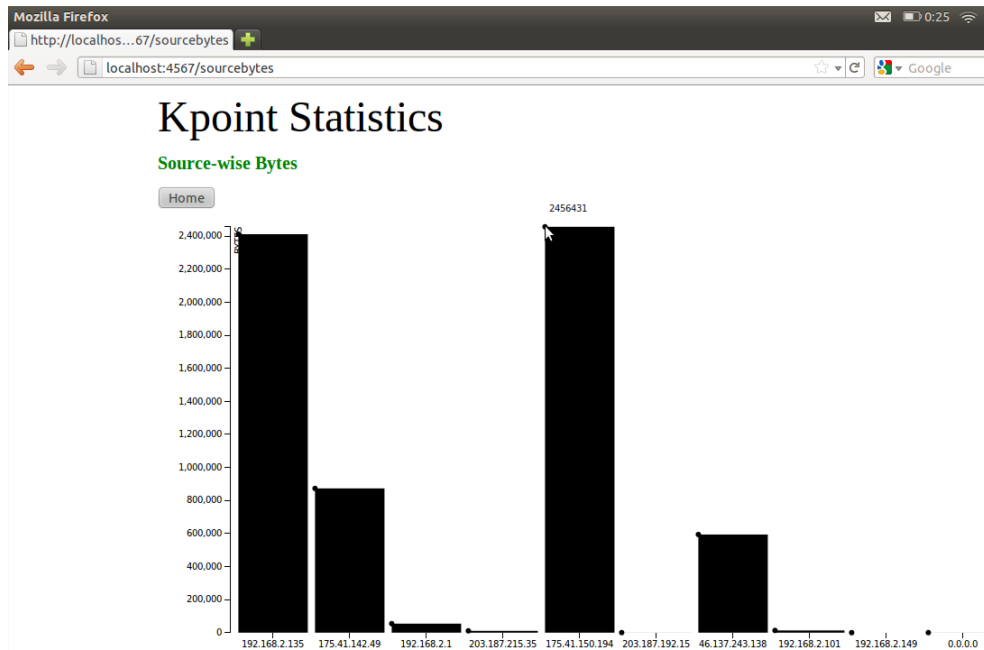 Mozilla Firefox
0:25
http://localhos...67/sourcebytes
localhost:4567/sourcebytes
Google
Kpoint Statistics
Source-wise Bytes
Home
2456431
BYTES
2,400,000
2,200,000
2,000,000
1,800,000
1,600,000
1,400,000
1,200,000
1,000,000
800,000
600,000
400,000
200,000
0
192.168.2.135 175.41.142.49 192.168.2.1 203.187.215.35 175.41.150.194 203.187.192.15 46.137.243.138 192.168.2.101 192.168.2.149 0.0.0.0